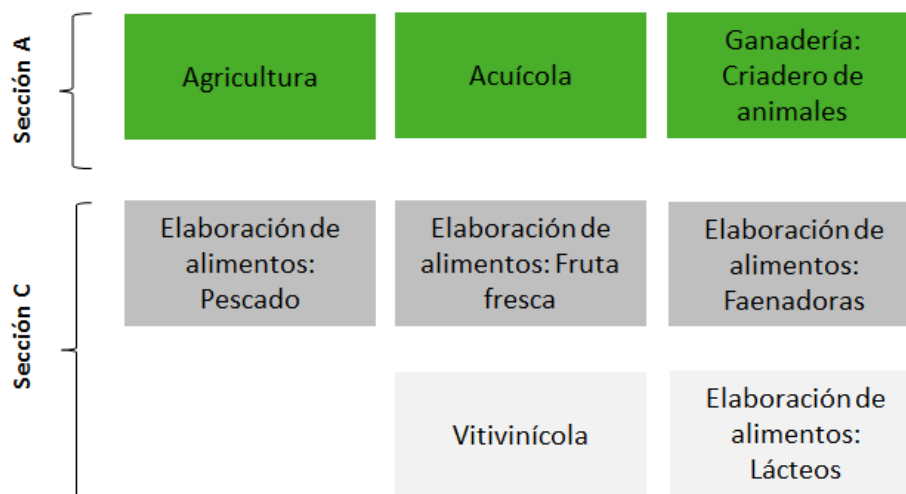 Sección A
Agricultura
Acuícola
Ganadería:
Criadero de
animales
Sección C
Elaboración de
alimentos:
Pescado
Elaboración de
alimentos: Fruta
fresca
Elaboración de
alimentos:
Faenadoras
Vitivinícola
Elaboración de
alimentos:
Lácteos